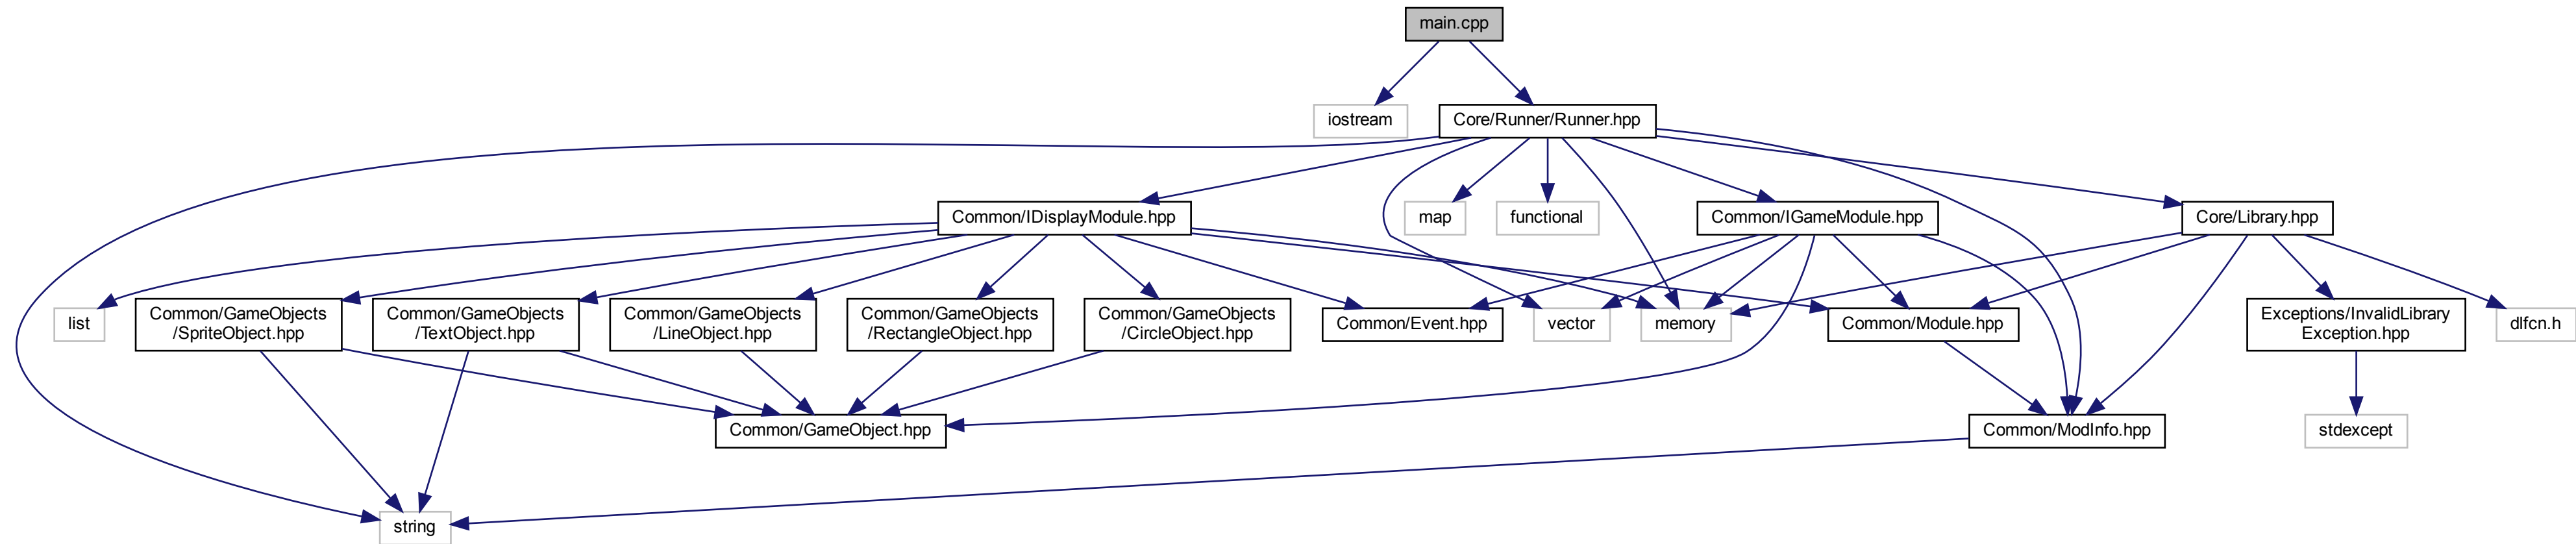 main.cpp
iostream
Core/Runner/Runner.hpp
Common/IDisplayModule.hpp
map
functional
Common/IGameModule.hpp
Core/Library.hpp
list
Common/GameObjects
/SpriteObject.hpp
Common/GameObjects
/TextObject.hpp
Common/GameObjects
/LineObject.hpp
Common/GameObjects
/RectangleObject.hpp
Common/GameObjects
/CircleObject.hpp
Common/Event.hpp
vector
memory
Common/Module.hpp
Exceptions/InvalidLibrary
Exception.hpp
dlfcn.h
Common/GameObject.hpp
Common/ModInfo.hpp
stdexcept
string